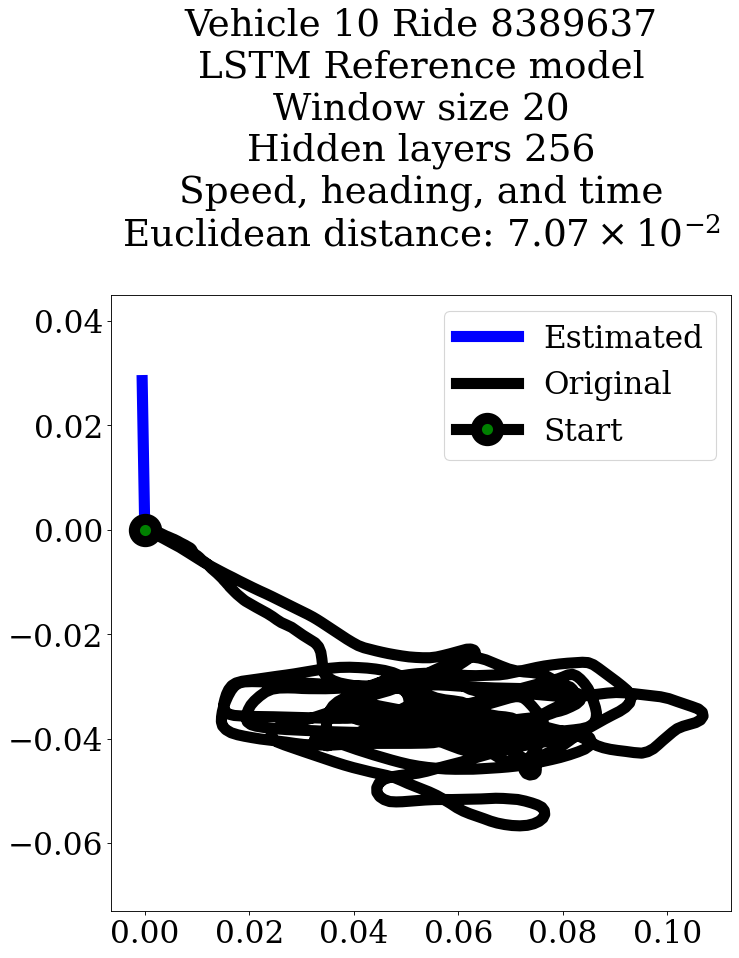 Vehicle 10 Ride 8389637
LSTM Reference model
Window size 20
Hidden layers 256
Speed, heading, and time
Euclidean distance: 7.07 × 10⁻²
Estimated
Original
Start
0.04
0.02
0.00
−0.02
−0.04
−0.06
0.00 0.02 0.04 0.06 0.08 0.10